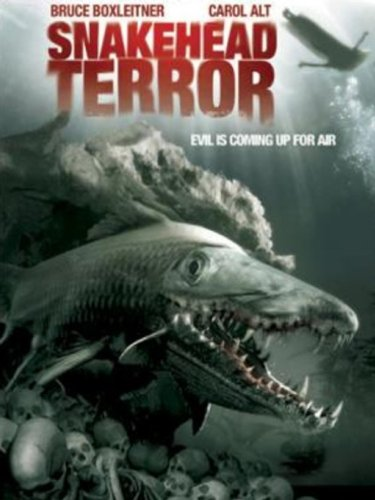 BRUCE BOXLEITNER CAROL ALT
SNAKEHEAD
TERROR
EVIL IS COMING UP FOR AIR